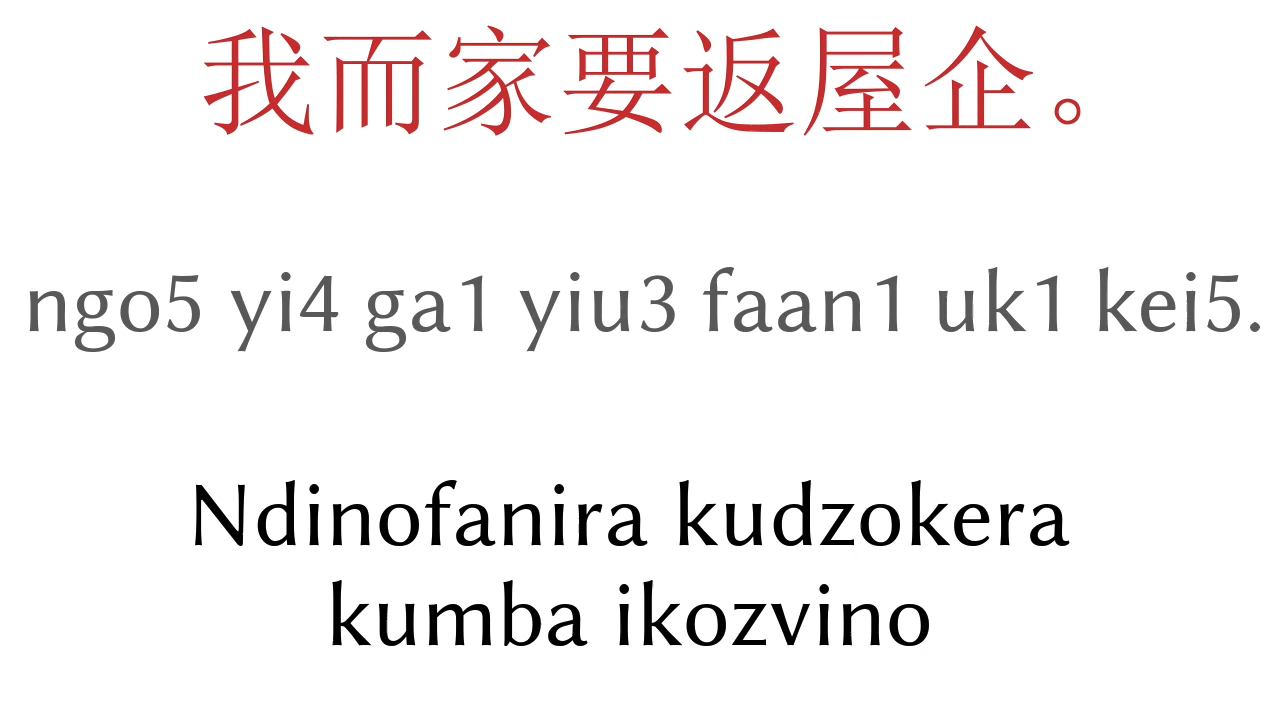 我而家要返屋企。
ngo5 yi4 ga1 yiu3 faan1 uk1 kei5.
Ndinofanira kudzokera
kumba ikozvino